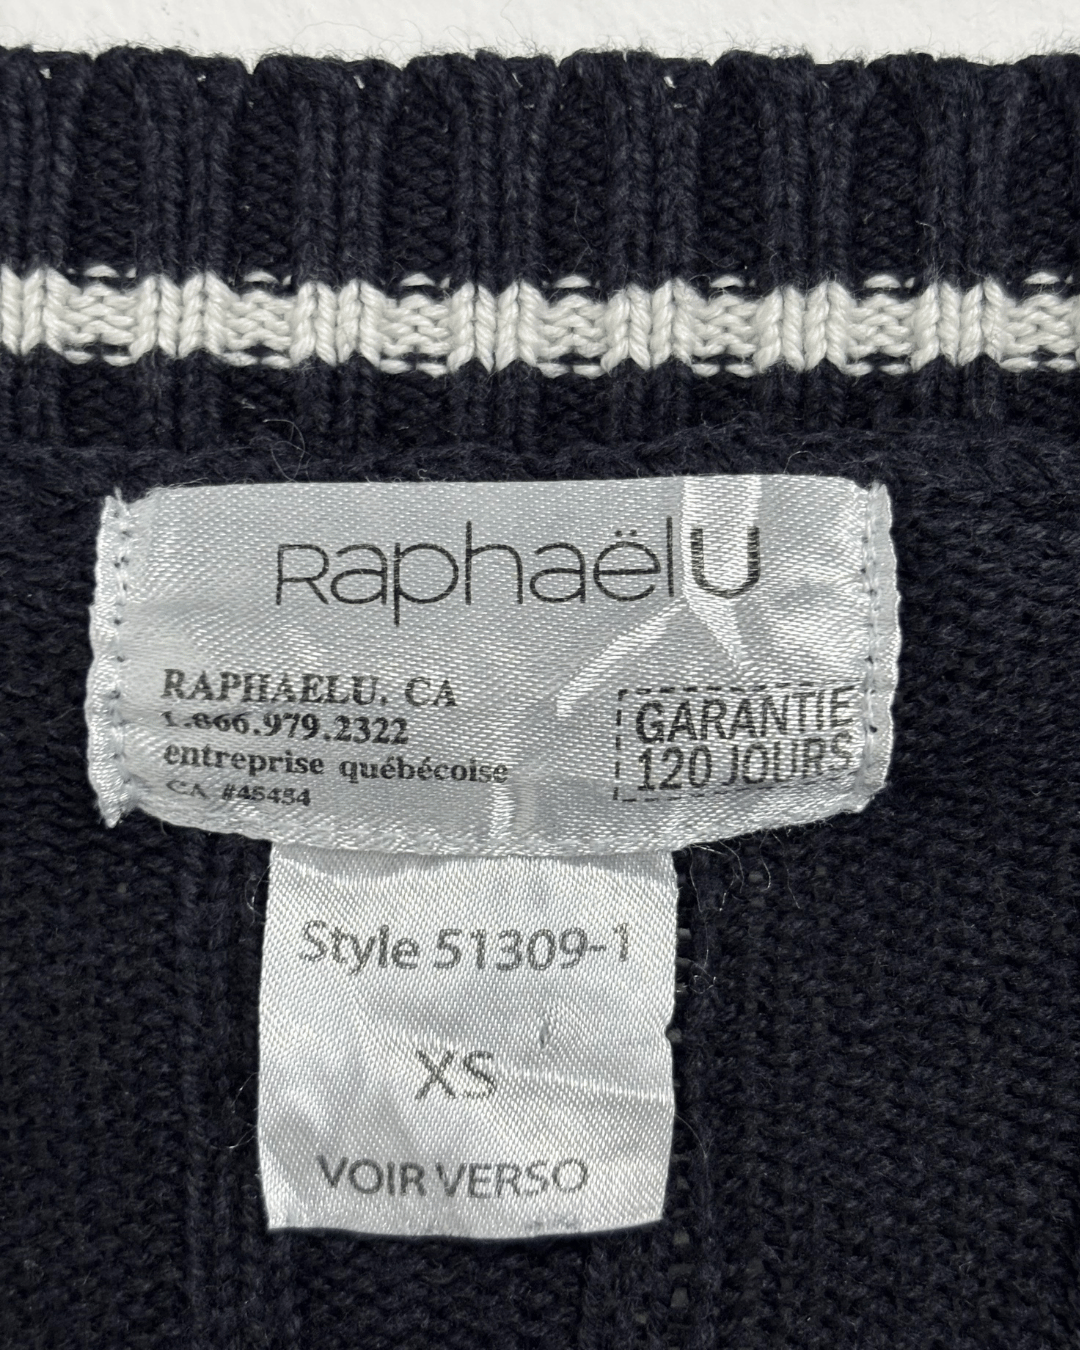 RaphaëlU
RAPHAELU. CA
1.866.979.2322
entreprise québécoise
CA #45454
GARANTIE
120 JOURS
Style 51309-1
XS
VOIR VERSO